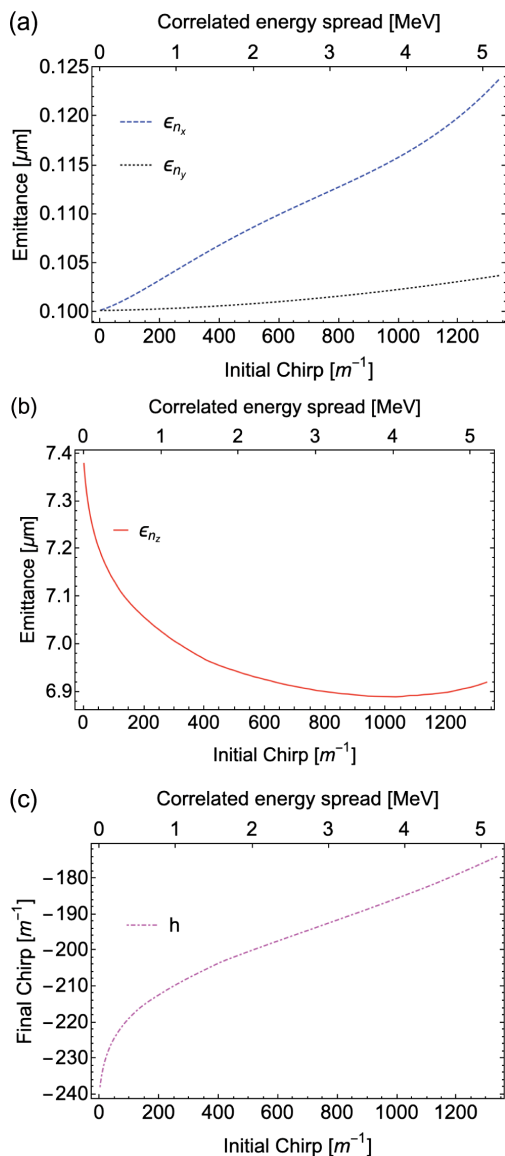 (a)
Correlated energy spread [MeV]
0 1 2 3 4 5
0.125
0.120
0.115
0.110
0.105
0.100
Emittance [μm]
ϵnx
ϵny
0 200 400 600 800 1000 1200
Initial Chirp [m⁻¹]
(b)
Correlated energy spread [MeV]
0 1 2 3 4 5
7.4
7.3
7.2
7.1
7.0
6.9
Emittance [μm]
ϵnz
0 200 400 600 800 1000 1200
Initial Chirp [m⁻¹]
(c)
Correlated energy spread [MeV]
0 1 2 3 4 5
−180
−190
−200
−210
−220
−230
−240
Final Chirp [m⁻¹]
h
0 200 400 600 800 1000 1200
Initial Chirp [m⁻¹]